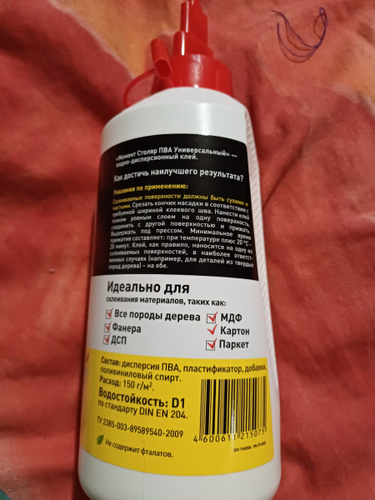 «Момент Столяр ПВА Универсальный» —
водно-дисперсионный клей.
Как достичь наилучшего результата?
Указания по применению:
Склеиваемые поверхности должны быть сухими и
чистыми. Срезать кончик насадки в соответствии с
требуемой шириной клеевого шва. Нанести клей
тонким ровным слоем на одну поверхность,
соединить с другой поверхностью и прижать.
Выдержать под прессом. Минимальное время
прижатия составляет: при температуре плюс 20 °C –
20 минут. Клей, как правило, наносится на одну из
склеиваемых поверхностей, в наиболее ответст-
венных случаях (например, для деталей из твердых
пород дерева) – на обе.
Идеально для
склеивания материалов, таких как:
Все породы дерева
МДФ
Фанера
Картон
ДСП
Паркет
Состав: дисперсия ПВА, пластификатор, добавки,
поливиниловый спирт.
Расход: 150 г/м².
Водостойкость: D1
по стандарту DIN EN 204.
ТУ 2385-003-89589540-2009
Не содержит фталатов.
4 600611 215075